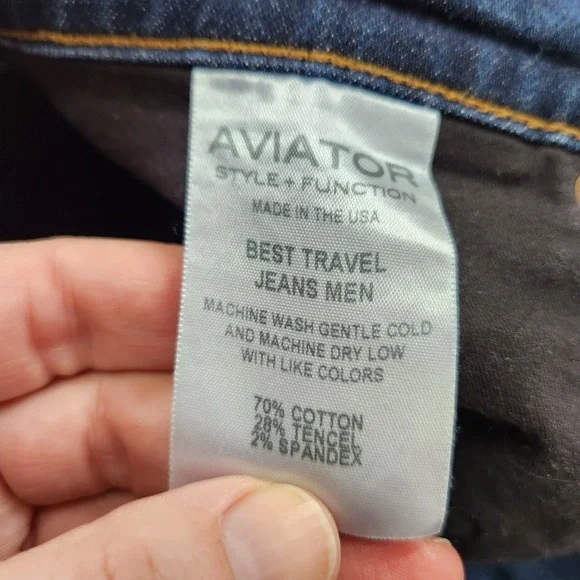 AVIATOR
STYLE + FUNCTION
MADE IN THE USA
BEST TRAVEL
JEANS MEN
MACHINE WASH GENTLE COLD
AND MACHINE DRY LOW
WITH LIKE COLORS
70% COTTON
28% TENCEL
2% SPANDEX